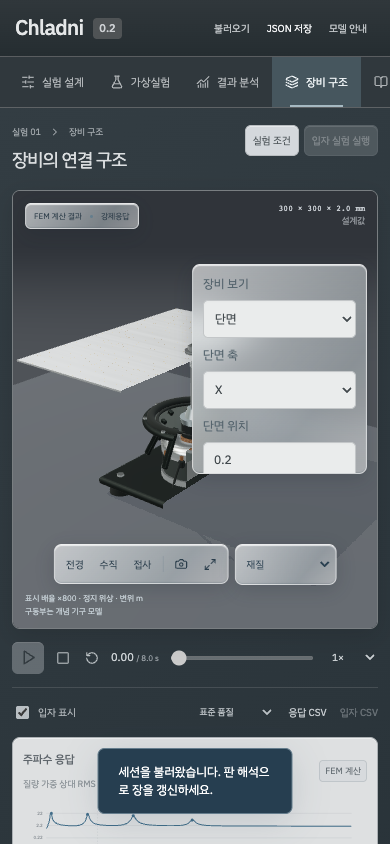 Chladni 0.2 불러오기 JSON 저장 모델 안내
실험 설계 가상실험 결과 분석 장비 구조
실험 01 > 장비 구조
장비의 연결 구조
실험 조건 입자 실험 실행
FEM 계산 결과 · 강제응답
300 × 300 × 2.0 mm
설계값
장비 보기
단면
단면 축
X
단면 위치
0.2
전경 수직 접사
재질
표시 배율 ×800 · 정지 위상 · 변위 m
구동부는 개념 기구 모델
0.00 / 8.0 s 1×
입자 표시 표준 품질 응답 CSV 입자 CSV
주파수 응답
질량 가중 상대 RMS
FEM 계산
세션을 불러왔습니다. 판 해석으
로 장을 갱신하세요.